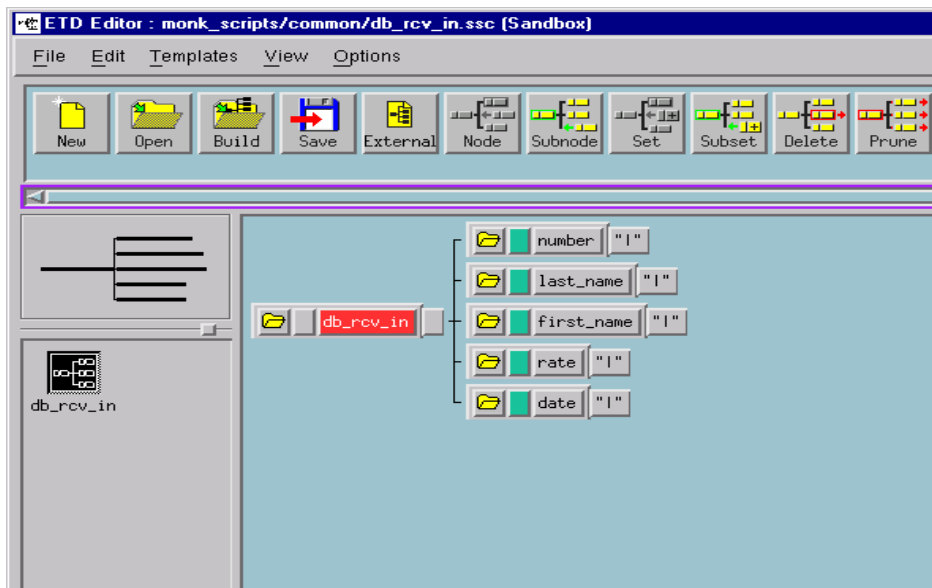 ETD Editor : monk_scripts/common/db_rcv_in.ssc (Sandbox)
File Edit Templates View Options
New Open Build Save External Node Subnode Set Subset Delete Prune
number "|"
last_name "|"
db_rcv_in first_name "|"
rate "|"
date "|"
db_rcv_in